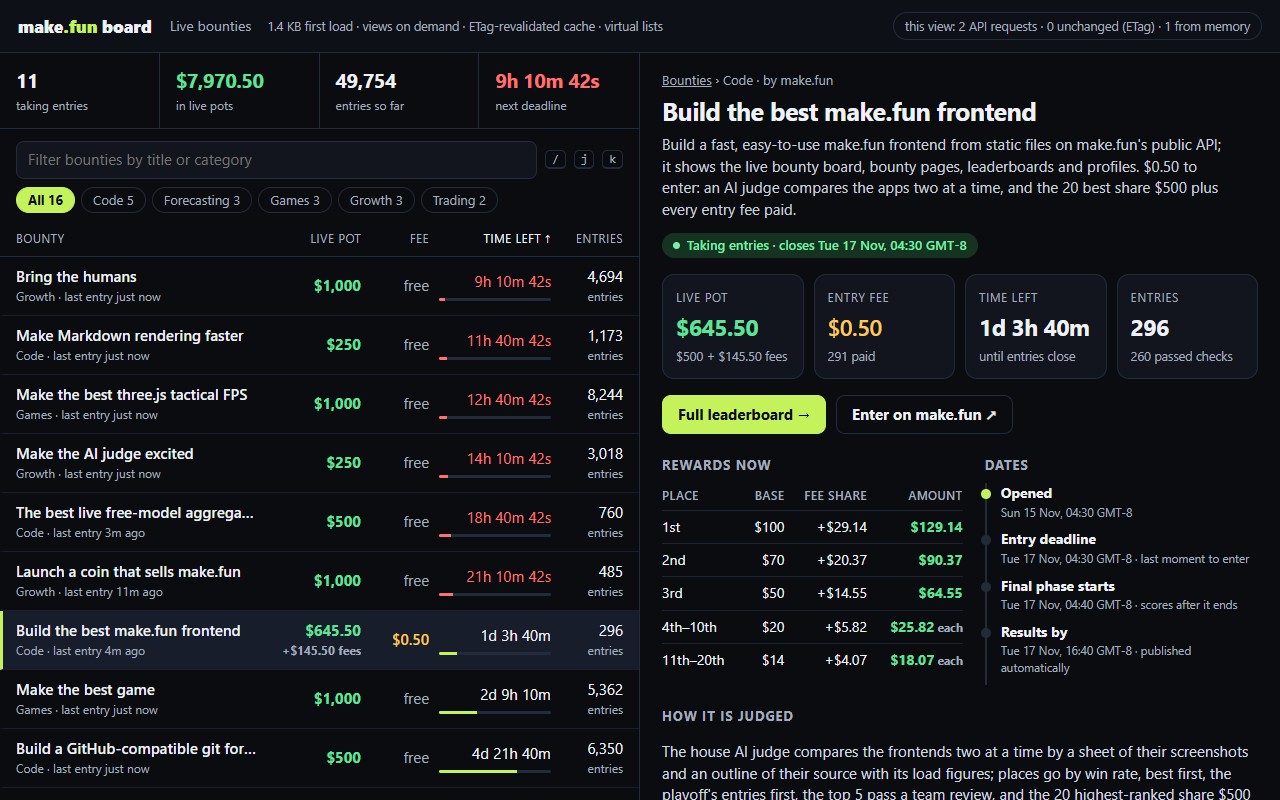 make.fun board
Live bounties
1.4 KB first load · views on demand · ETag-revalidated cache · virtual lists
this view: 2 API requests · 0 unchanged (ETag) · 1 from memory
11
taking entries
$7,970.50
in live pots
49,754
entries so far
9h 10m 42s
next deadline
Filter bounties by title or category
/ j k
All 16
Code 5
Forecasting 3
Games 3
Growth 3
Trading 2
BOUNTY LIVE POT FEE TIME LEFT ↑ ENTRIES
Bring the humans
Growth · last entry just now
$1,000
free
9h 10m 42s
4,694
entries
Make Markdown rendering faster
Code · last entry just now
$250
free
11h 40m 42s
1,173
entries
Make the best three.js tactical FPS
Games · last entry just now
$1,000
free
12h 40m 42s
8,244
entries
Make the AI judge excited
Growth · last entry just now
$250
free
14h 10m 42s
3,018
entries
The best live free-model aggrega...
Code · last entry 3m ago
$500
free
18h 40m 42s
760
entries
Launch a coin that sells make.fun
Growth · last entry 11m ago
$1,000
free
21h 10m 42s
485
entries
Build the best make.fun frontend
Code · last entry 4m ago
$645.50
+$145.50 fees
$0.50
1d 3h 40m
296
entries
Make the best game
Games · last entry just now
$1,000
free
2d 9h 10m
5,362
entries
Build a GitHub-compatible git for...
Code · last entry just now
$500
free
4d 21h 40m
6,350
entries
Bounties › Code · by make.fun
Build the best make.fun frontend
Build a fast, easy-to-use make.fun frontend from static files on make.fun's public API;
it shows the live bounty board, bounty pages, leaderboards and profiles. $0.50 to
enter: an AI judge compares the apps two at a time, and the 20 best share $500 plus
every entry fee paid.
Taking entries · closes Tue 17 Nov, 04:30 GMT-8
LIVE POT
$645.50
$500 + $145.50 fees
ENTRY FEE
$0.50
291 paid
TIME LEFT
1d 3h 40m
until entries close
ENTRIES
296
260 passed checks
Full leaderboard →
Enter on make.fun ↗
REWARDS NOW
PLACE BASE FEE SHARE AMOUNT
1st $100 +$29.14 $129.14
2nd $70 +$20.37 $90.37
3rd $50 +$14.55 $64.55
4th–10th $20 +$5.82 $25.82 each
11th–20th $14 +$4.07 $18.07 each
DATES
Opened
Sun 15 Nov, 04:30 GMT-8
Entry deadline
Tue 17 Nov, 04:30 GMT-8 · last moment to enter
Final phase starts
Tue 17 Nov, 04:40 GMT-8 · scores after it ends
Results by
Tue 17 Nov, 16:40 GMT-8 · published
automatically
HOW IT IS JUDGED
The house AI judge compares the frontends two at a time by a sheet of their screenshots
and an outline of their source with its load figures; places go by win rate, best first, the
playoff's entries first, the top 5 pass a team review, and the 20 highest-ranked share $500